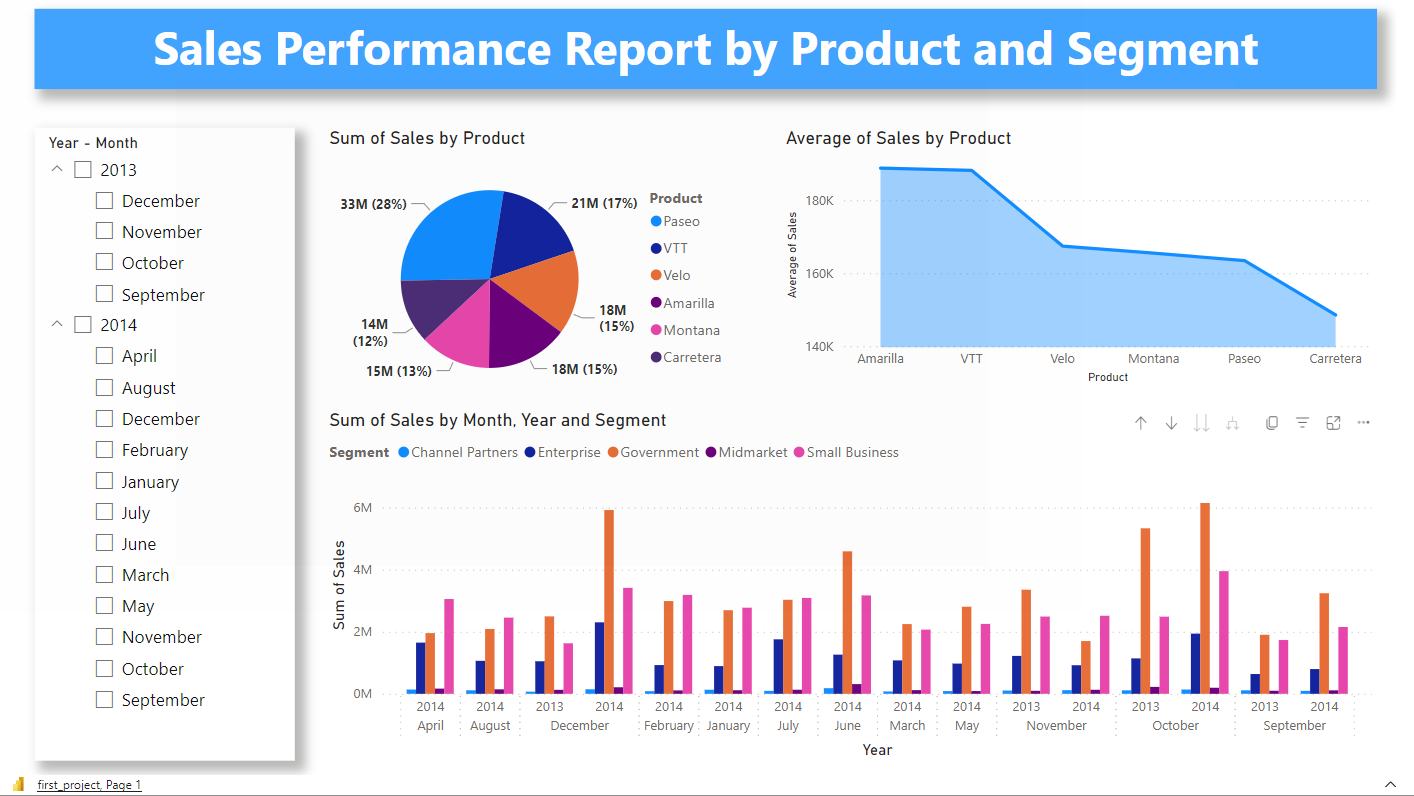 Sales Performance Report by Product and Segment
Year - Month
2013
December
November
October
September
2014
April
August
December
February
January
July
June
March
May
November
October
September
Sum of Sales by Product
33M (28%)
21M (17%)
18M
(15%)
18M (15%)
15M (13%)
14M
(12%)
Product
Paseo
VTT
Velo
Amarilla
Montana
Carretera
Average of Sales by Product
Average of Sales
180K
160K
140K
Amarilla VTT Velo Montana Paseo Carretera
Product
Sum of Sales by Month, Year and Segment
Segment Channel Partners Enterprise Government Midmarket Small Business
Sum of Sales
6M
4M
2M
0M
2014 2014 2013 2014 2014 2014 2014 2014 2014 2014 2013 2014 2013 2014 2013 2014
April August December February January July June March May November October September
Year
first_project, Page 1